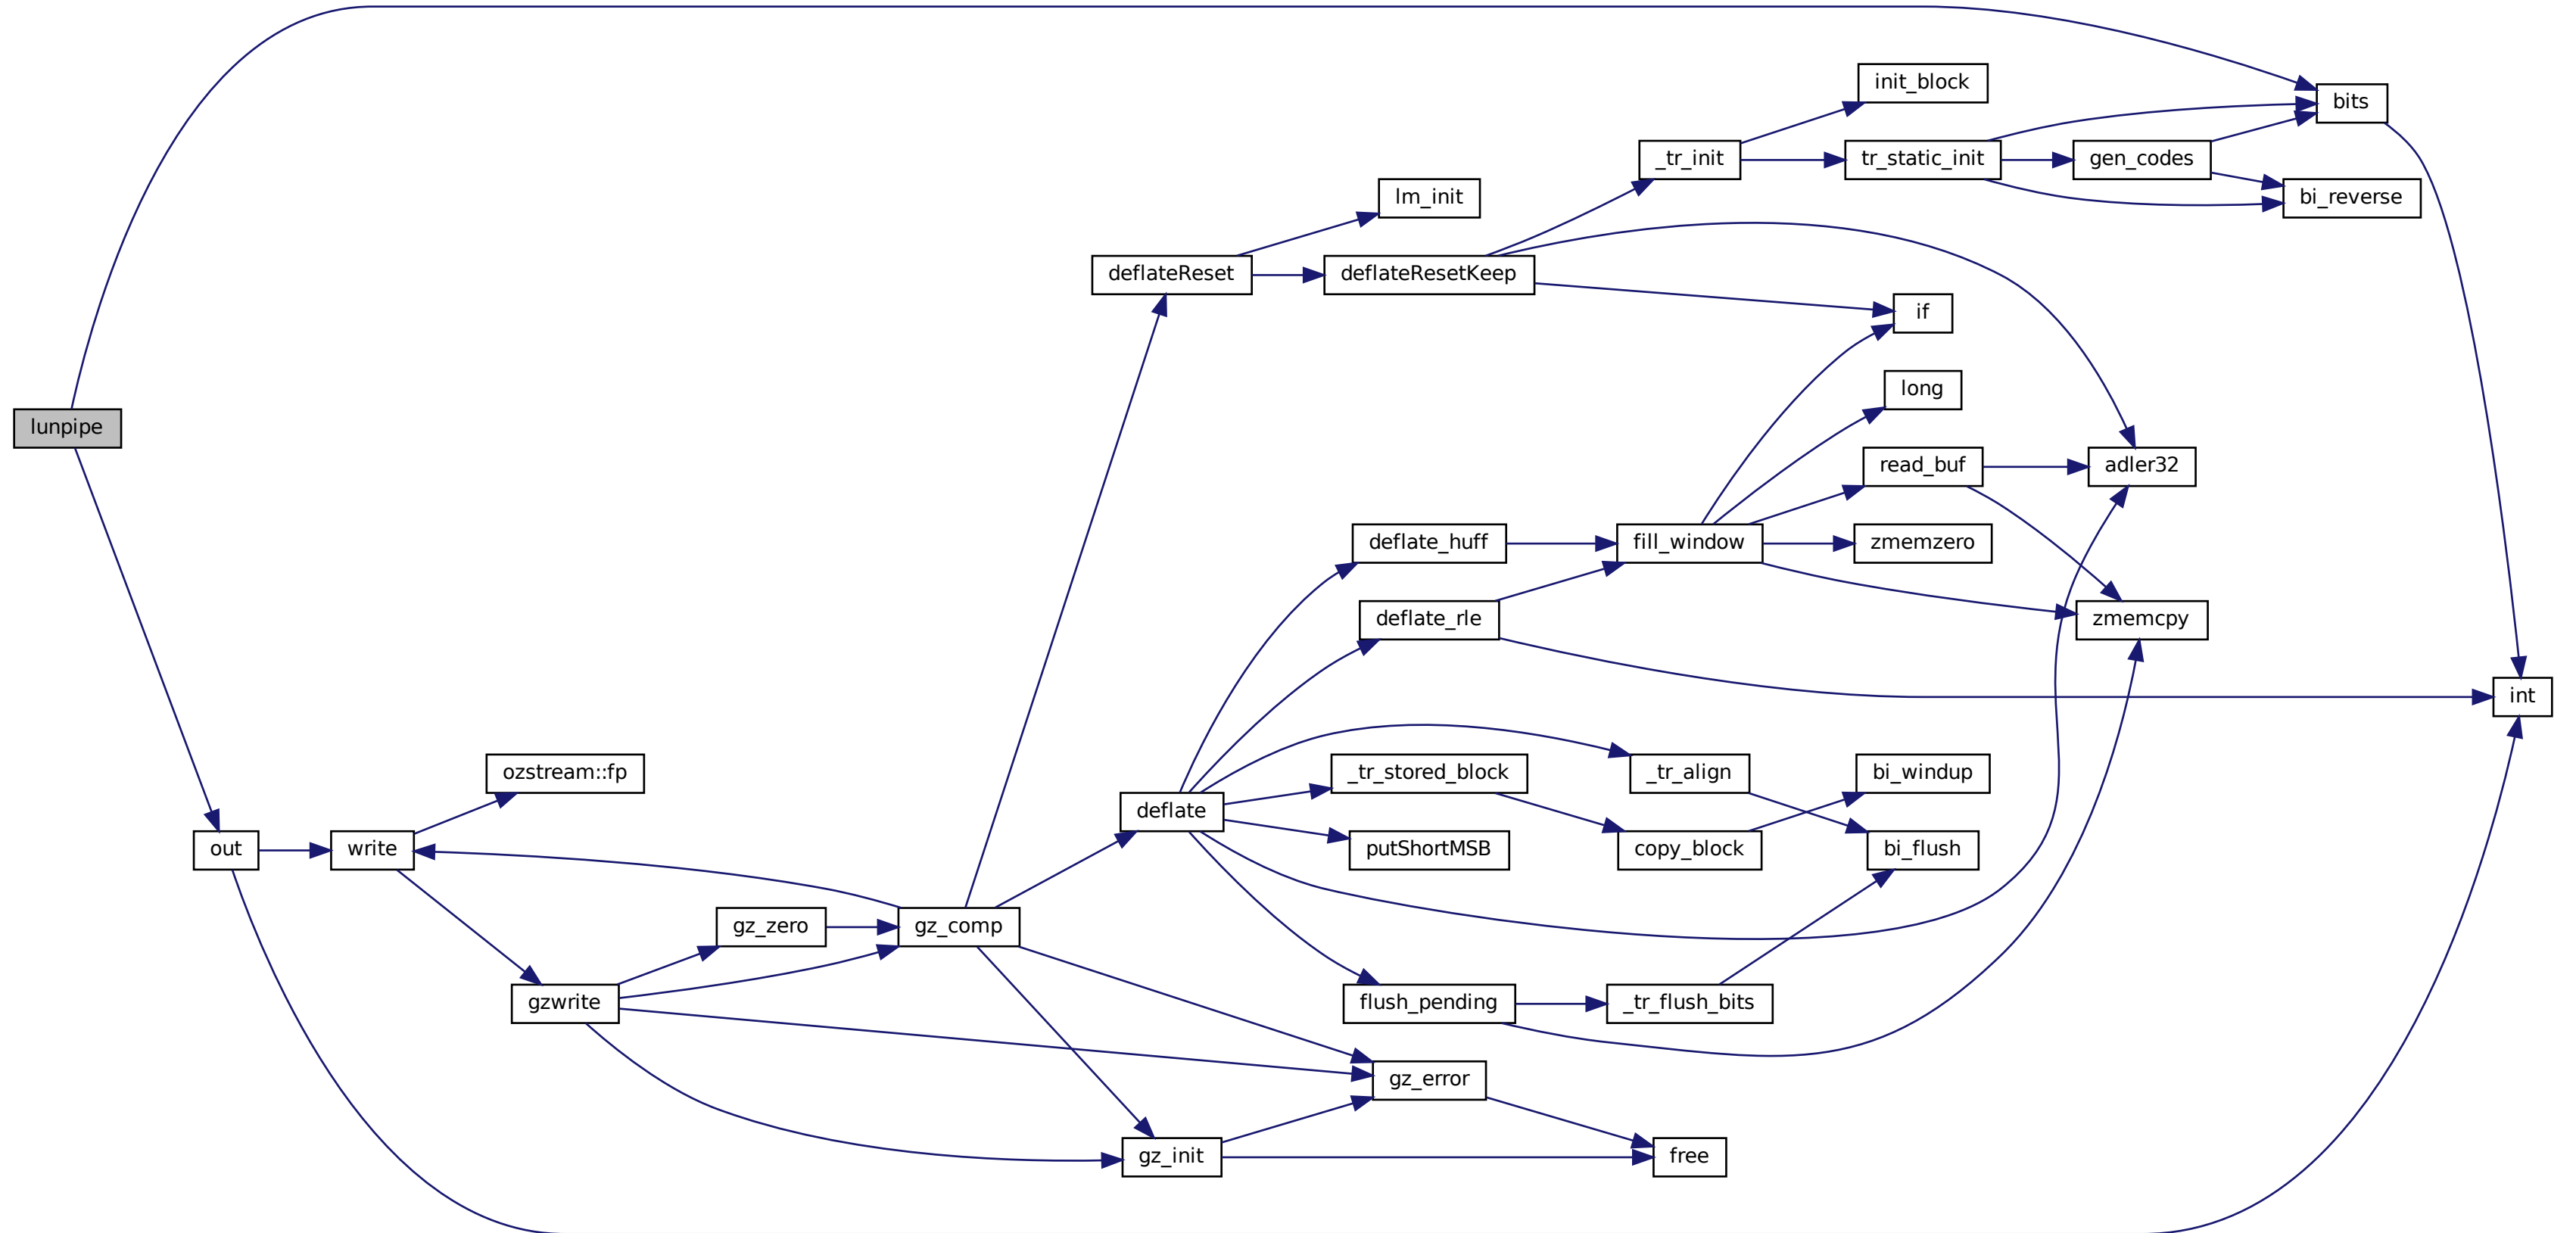 lunpipe
out
write
ozstream::fp
gzwrite
gz_zero
gz_comp
deflateReset
lm_init
deflateResetKeep
_tr_init
init_block
tr_static_init
gen_codes
bits
bi_reverse
if
long
read_buf
adler32
deflate_huff
fill_window
zmemzero
deflate_rle
zmemcpy
int
deflate
_tr_stored_block
_tr_align
bi_windup
putShortMSB
copy_block
bi_flush
flush_pending
_tr_flush_bits
gz_error
gz_init
free